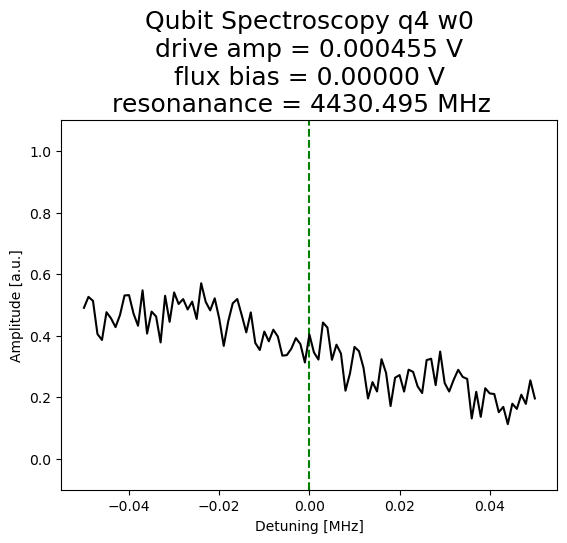 Qubit Spectroscopy q4 w0
drive amp = 0.000455 V
flux bias = 0.00000 V
resonanance = 4430.495 MHz
1.0
0.8
0.6
0.4
0.2
0.0
Amplitude [a.u.]
−0.04 −0.02 0.00 0.02 0.04
Detuning [MHz]